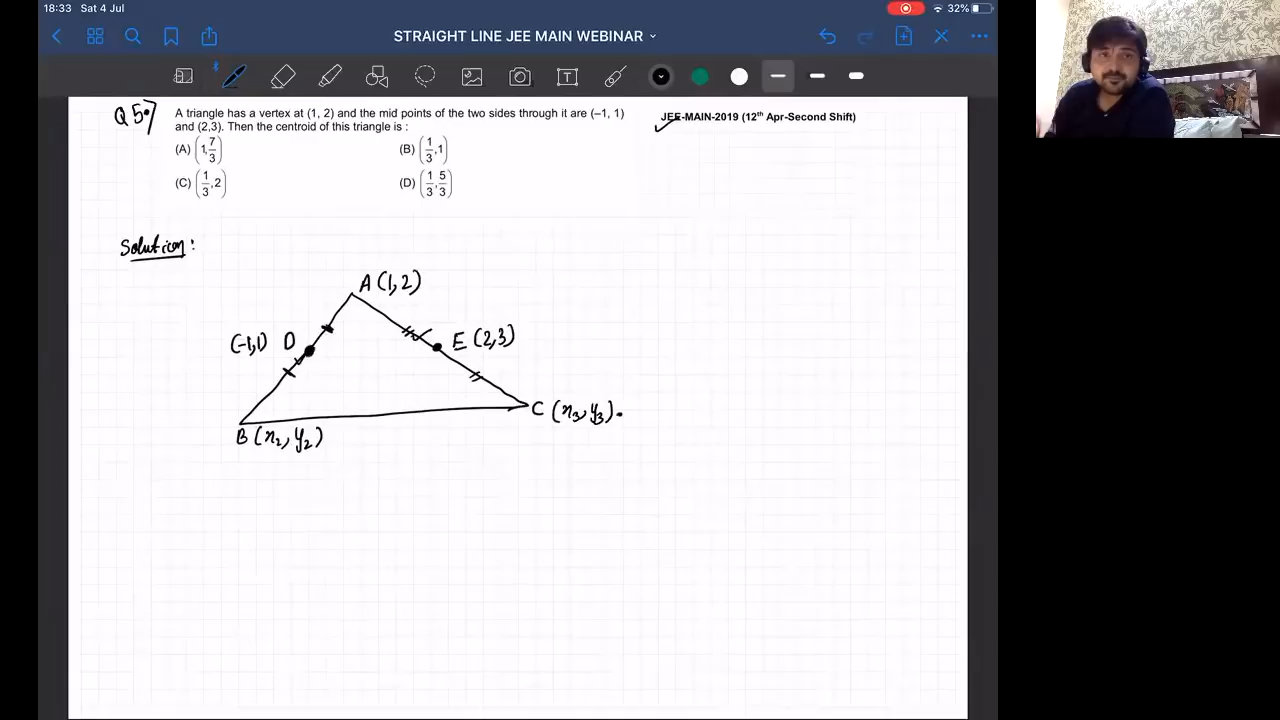 18:33 Sat 4 Jul
32%
STRAIGHT LINE JEE MAIN WEBINAR
Q5•7 A triangle has a vertex at (1, 2) and the mid points of the two sides through it are (–1, 1)
and (2,3). Then the centroid of this triangle is :
JEE-MAIN-2019 (12th Apr-Second Shift)
(A) (1, 7/3) (B) (1/3, 1)
(C) (1/3, 2) (D) (1/3, 5/3)
Solution:
A (1, 2)
(-1,1) D
E (2,3)
C (x3, y3).
B (x2, y2)